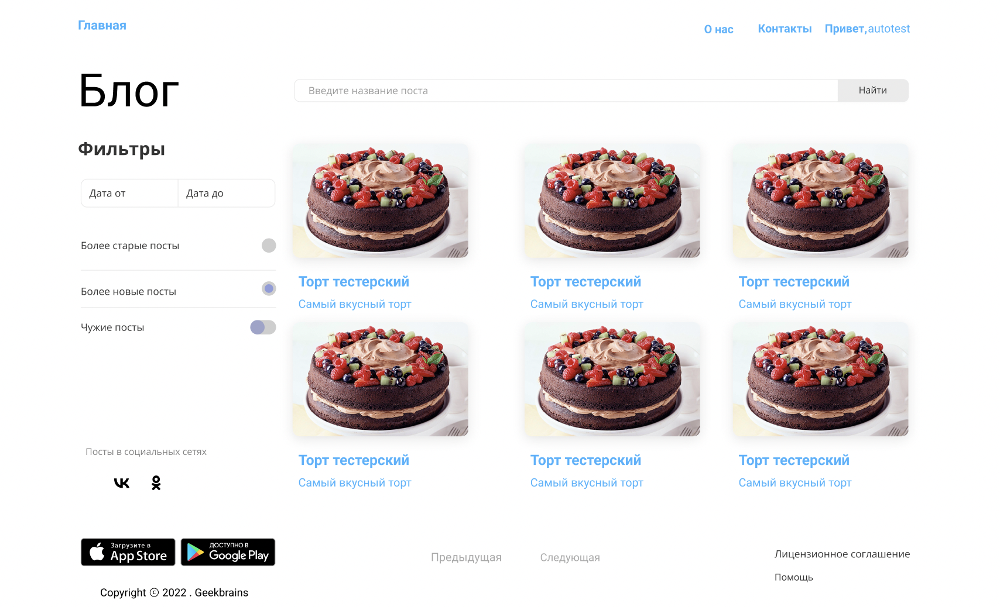 Главная
О нас
Контакты
Привет, autotest
Блог
Введите название поста
Найти
Фильтры
Дата от
Дата до
Более старые посты
Более новые посты
Чужие посты
Торт тестерский
Самый вкусный торт
Торт тестерский
Самый вкусный торт
Торт тестерский
Самый вкусный торт
Торт тестерский
Самый вкусный торт
Торт тестерский
Самый вкусный торт
Торт тестерский
Самый вкусный торт
Посты в социальных сетях
Загрузите в
App Store
ДОСТУПНО В
Google Play
Предыдущая
Следующая
Лицензионное соглашение
Помощь
Copyright © 2022 . Geekbrains